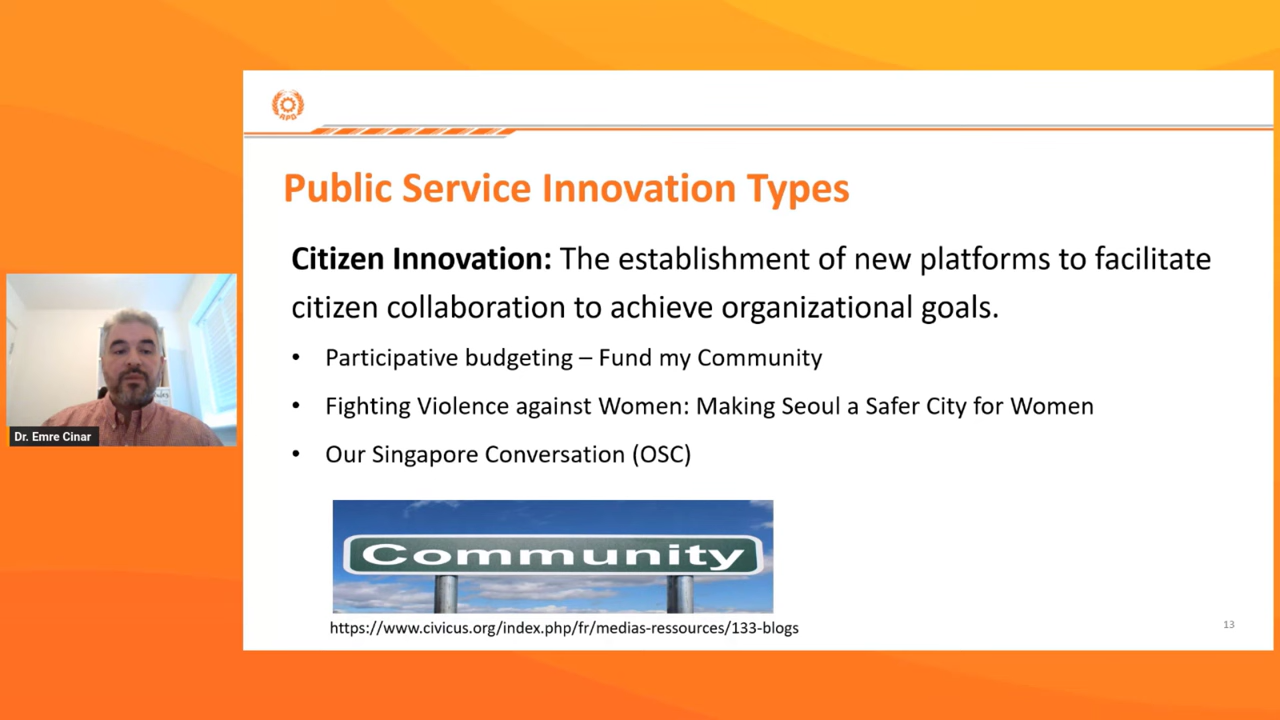 APO
Public Service Innovation Types
Citizen Innovation: The establishment of new platforms to facilitate
citizen collaboration to achieve organizational goals.
• Participative budgeting – Fund my Community
• Fighting Violence against Women: Making Seoul a Safer City for Women
• Our Singapore Conversation (OSC)
Dr. Emre Cinar
Community
https://www.civicus.org/index.php/fr/medias-ressources/133-blogs
13